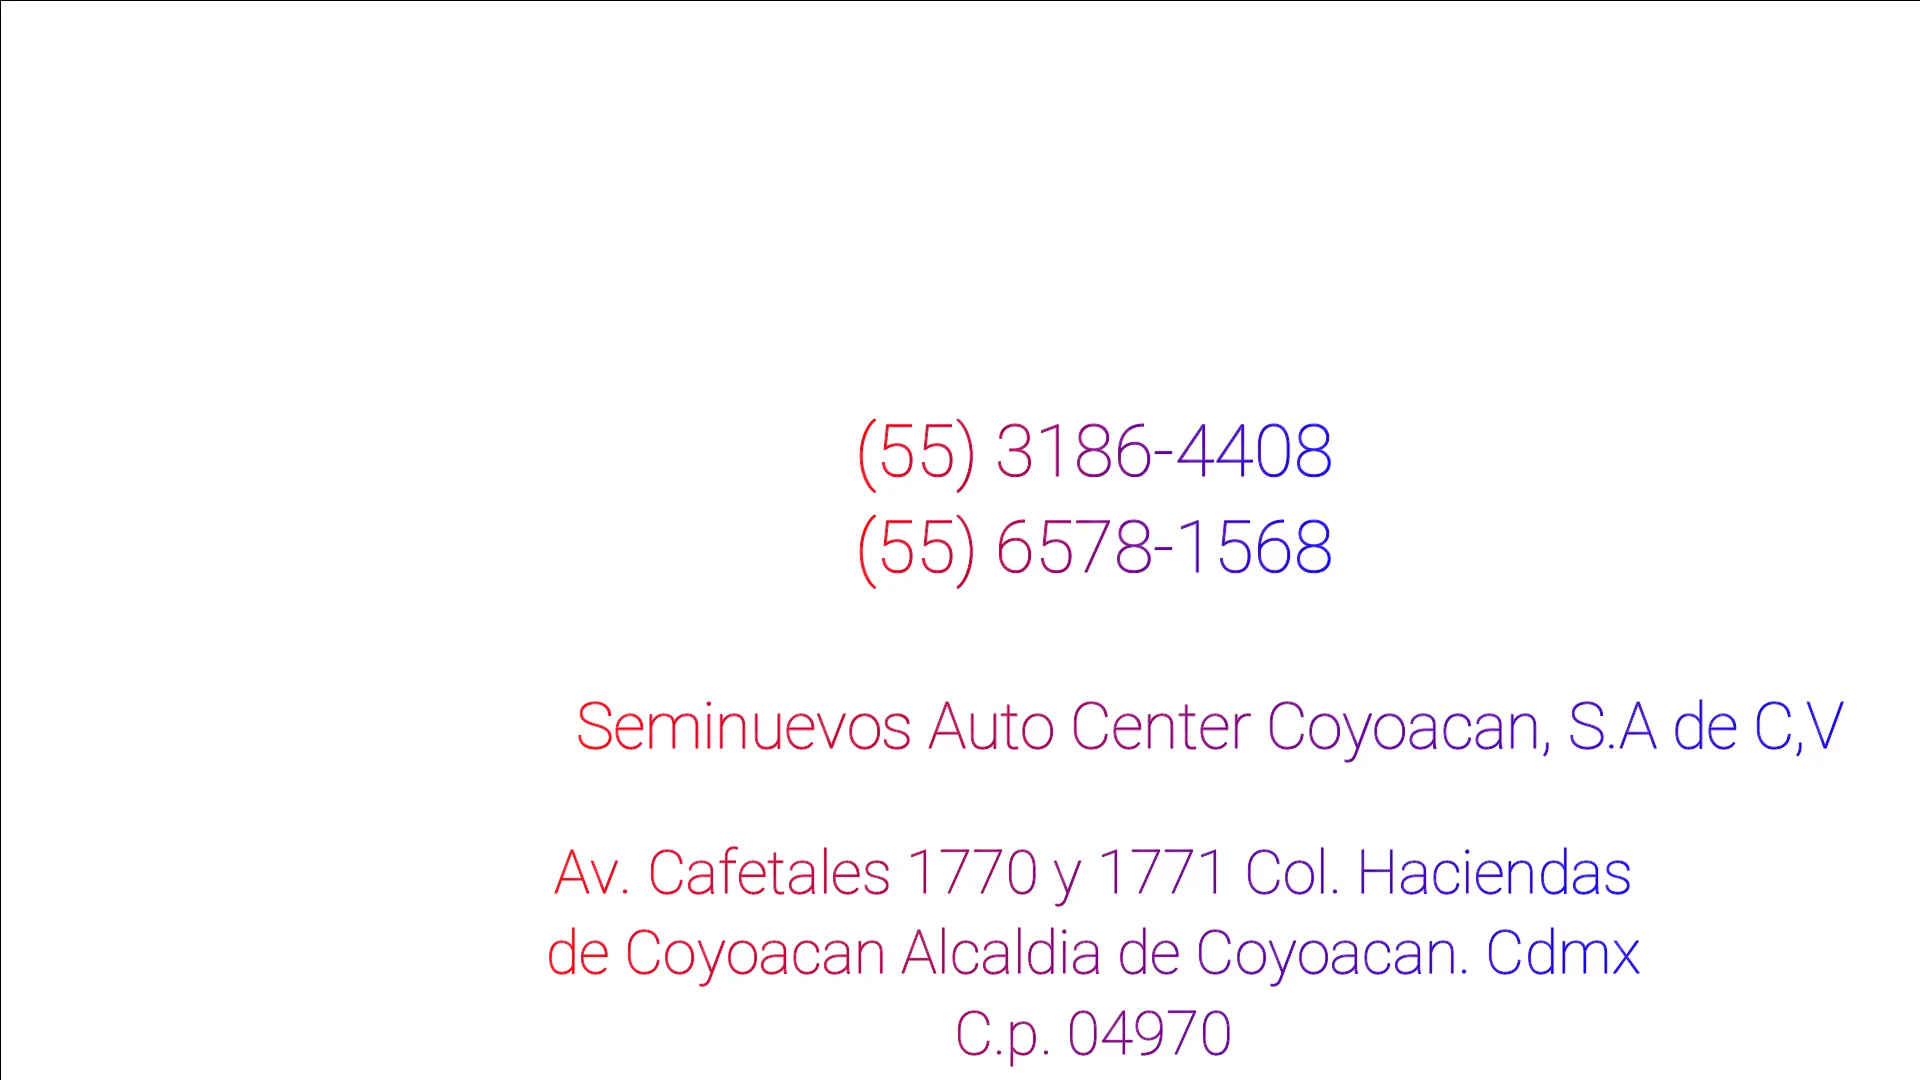 (55) 3186-4408
(55) 6578-1568
Seminuevos Auto Center Coyoacan, S.A de C,V
Av. Cafetales 1770 y 1771 Col. Haciendas
de Coyoacan Alcaldia de Coyoacan. Cdmx
C.p. 04970